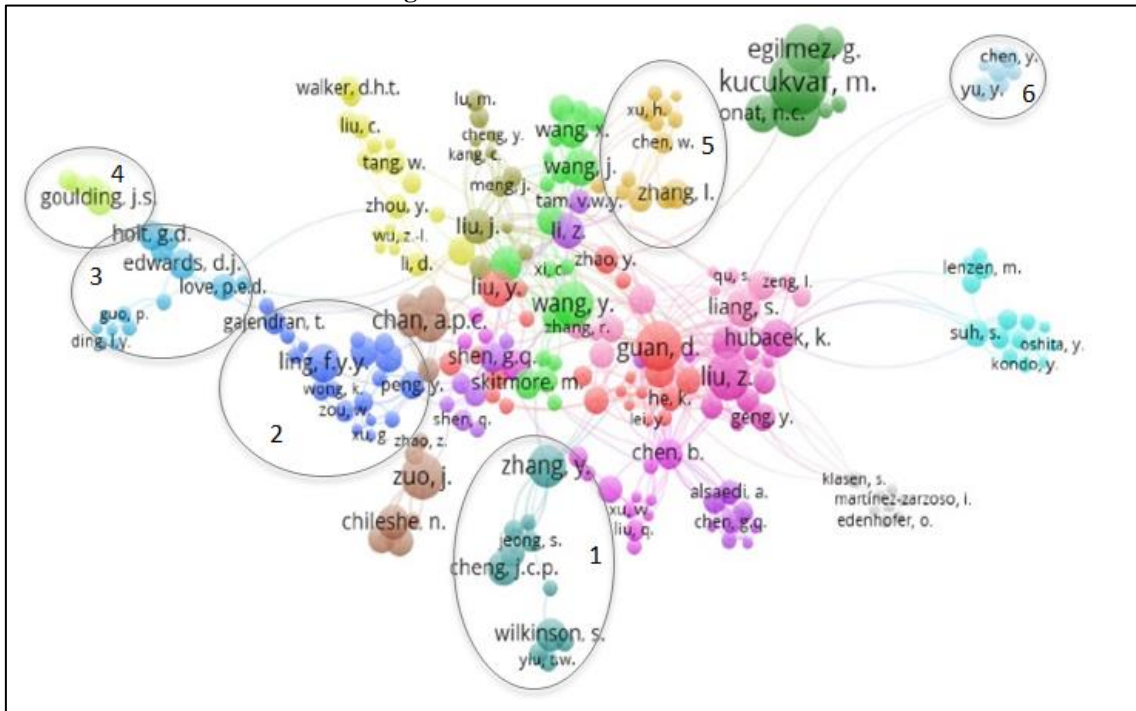 egilmez, g.
kucukvar, m.
onat, n.c.
chen, y.
yu, y.
6
walker, d.h.t.
liu, c.
tang, w.
zhou, y.
wu, z.-l.
li, d.
lu, m.
cheng, y.
kang, c.
meng, j.
liu, j.
wang, x.
wang, j.
tam, v.w.y.
li, z.
xu, h.
chen, w.
5
zhang, l.
4
goulding, j.s.
holt, g.d.
3
edwards, d.j.
love, p.e.d.
guo, p.
ding, l.y.
gajendran, t.
ling, f.y.y.
wong, k.
peng, y.
zou, w.
xu, g.
2
chan, a.p.c.
liu, y.
xi, c.
zhao, y.
wang, y.
zhang, r.
shen, g.q.
skitmore, m.
shen, q.
guan, d.
he, k.
lei, y.
qu, s.
zeng, l.
liang, s.
hubacek, k.
liu, z.
geng, y.
lenzen, m.
suh, s.
oshita, y.
kondo, y.
zhao, z.
zuo, j.
chileshe, n.
zhang, y.
jeong, s.
1
cheng, j.c.p.
wilkinson, s.
yiu, t.w.
chen, b.
xu, w.
liu, q.
alsaedi, a.
chen, g.q.
klasen, s.
martínez-zarzoso, i.
edenhofer, o.